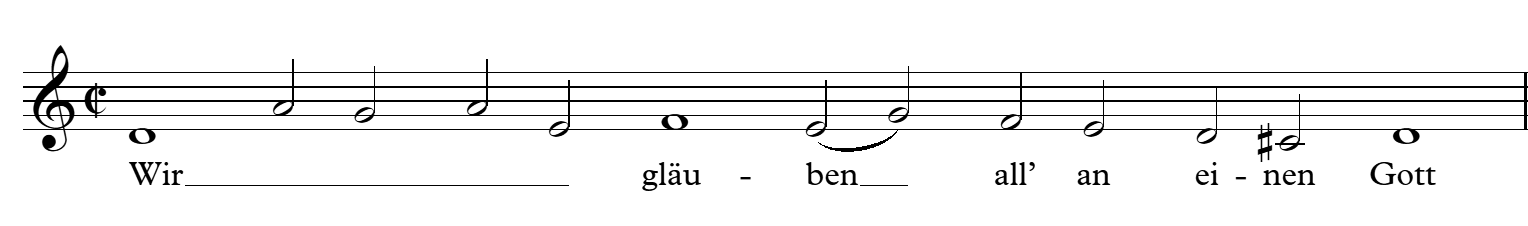 Wir gläu - ben all’ an ei - nen Gott